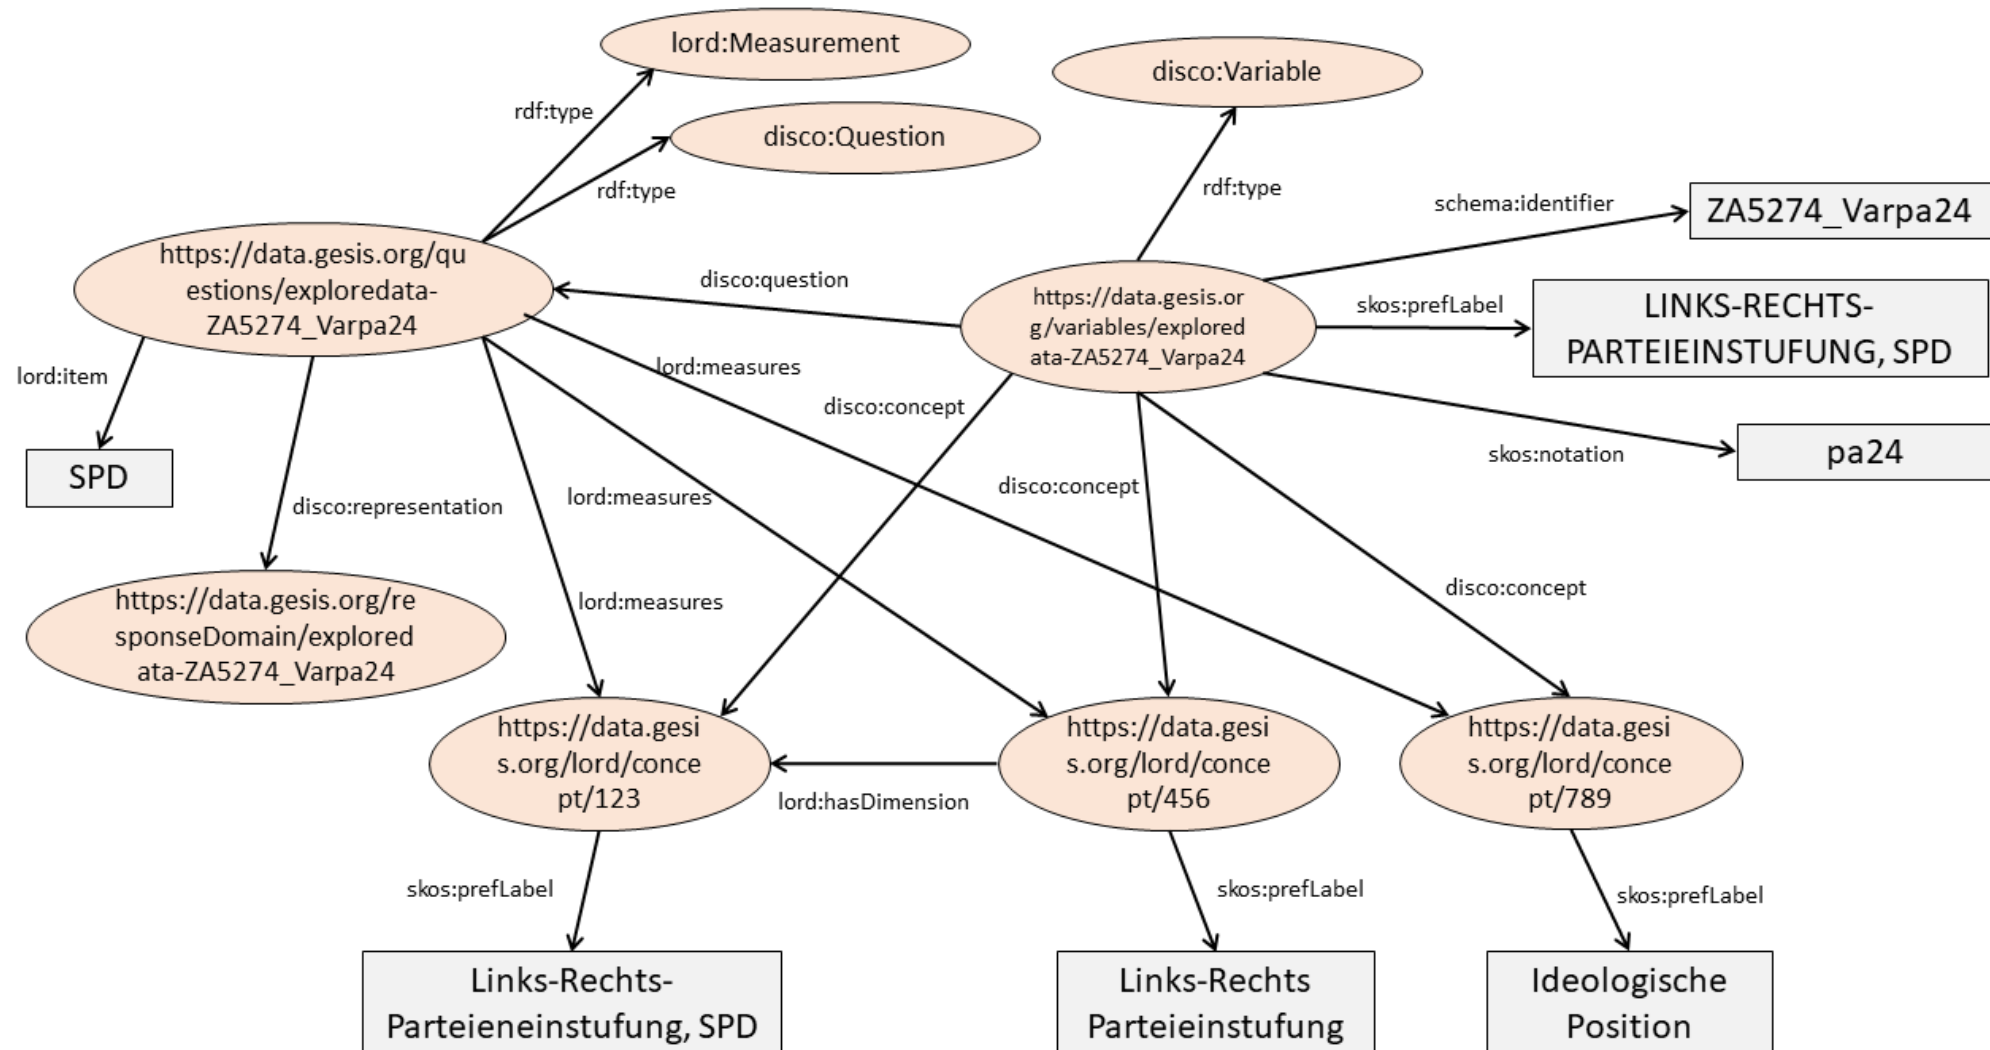 lord:Measurement
disco:Variable
rdf:type
disco:Question
rdf:type
rdf:type
schema:identifier
ZA5274_Varpa24
https://data.gesis.org/qu
estions/exploredata-
ZA5274_Varpa24
disco:question
https://data.gesis.or
g/variables/explored
ata-ZA5274_Varpa24
skos:prefLabel
LINKS-RECHTS-
PARTEIEINSTUFUNG, SPD
lord:item
lord:measures
disco:concept
skos:notation
pa24
SPD
disco:representation
lord:measures
disco:concept
https://data.gesis.org/re
sponseDomain/explored
ata-ZA5274_Varpa24
lord:measures
disco:concept
https://data.gesi
s.org/lord/conce
pt/123
lord:hasDimension
https://data.gesi
s.org/lord/conce
pt/456
https://data.gesi
s.org/lord/conce
pt/789
skos:prefLabel
skos:prefLabel
skos:prefLabel
Links-Rechts-
Parteieneinstufung, SPD
Links-Rechts
Parteieinstufung
Ideologische
Position